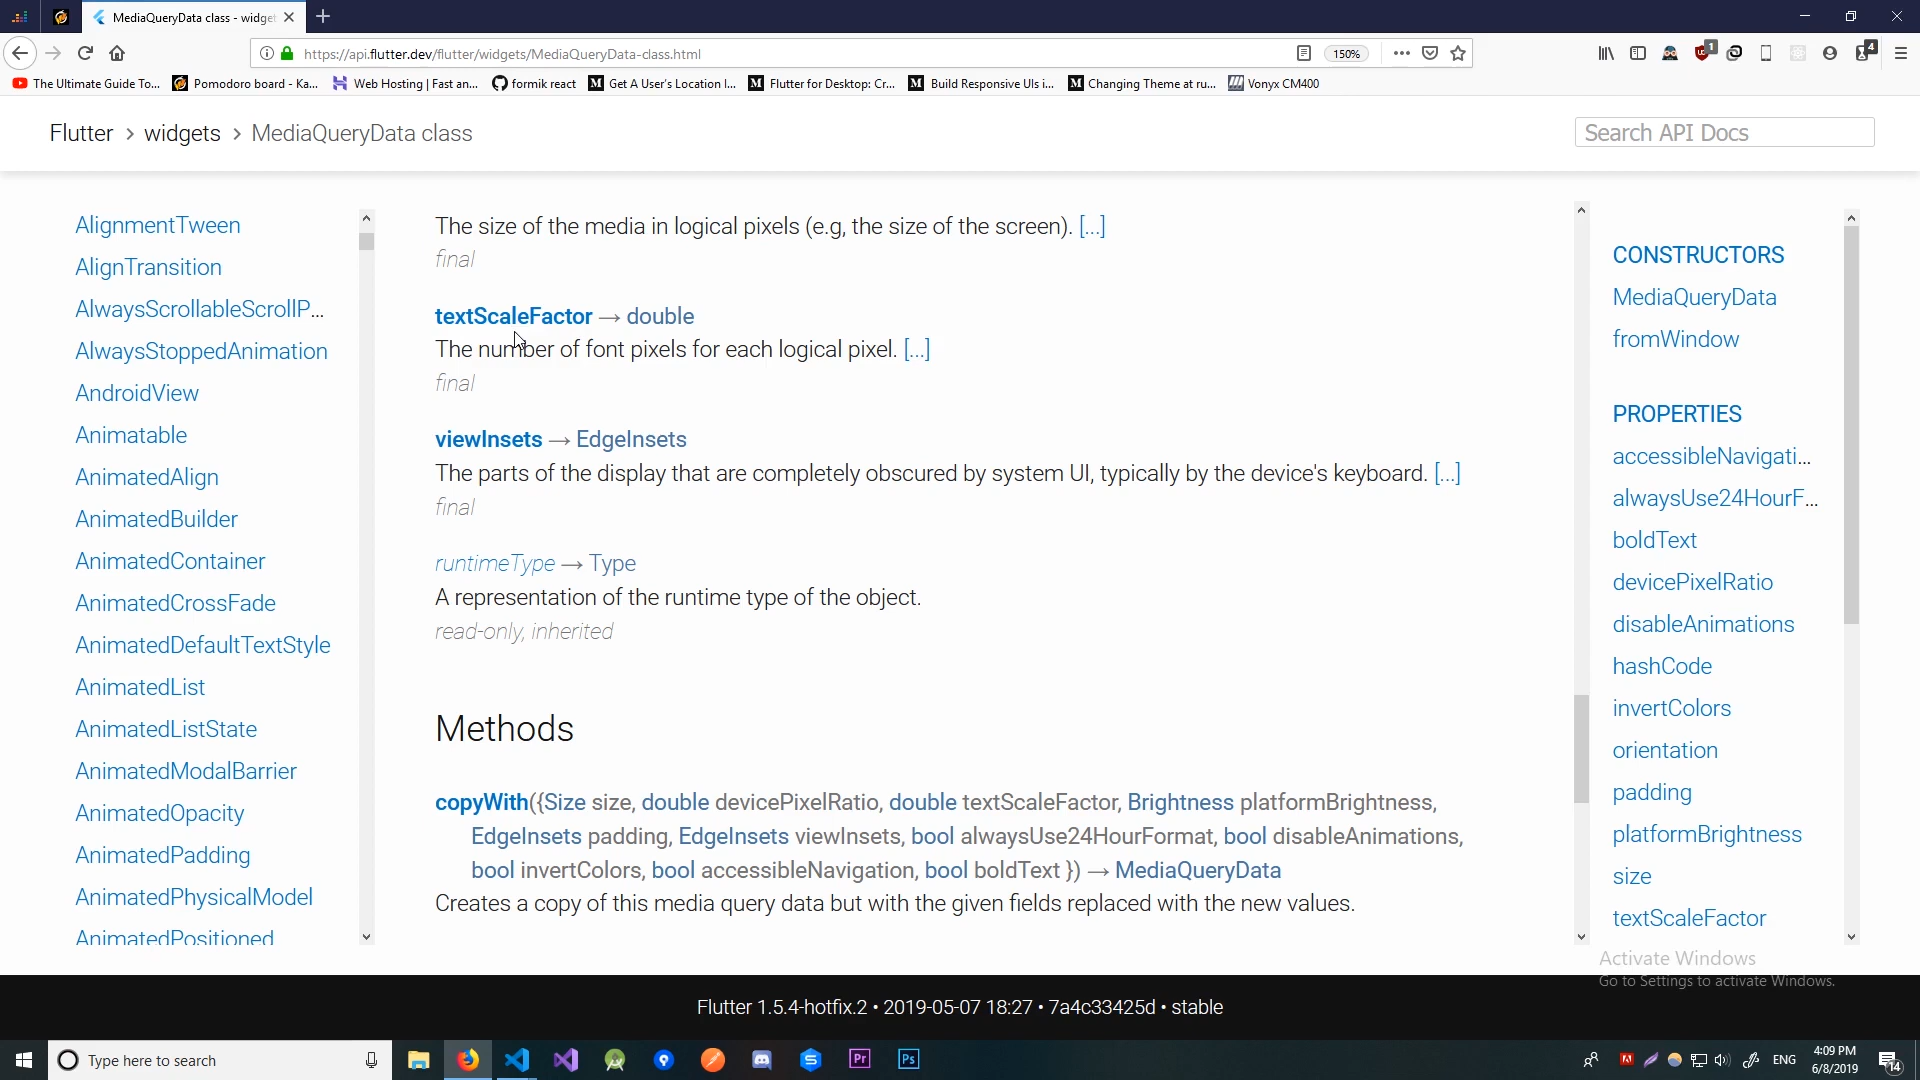 MediaQueryData class - widge
https://api.flutter.dev/flutter/widgets/MediaQueryData-class.html
150%
1
4
The Ultimate Guide To...
Pomodoro board - Ka...
Web Hosting | Fast an...
formik react
Get A User's Location I...
Flutter for Desktop: Cr...
Build Responsive UIs i...
Changing Theme at ru...
Vonyx CM400
Flutter > widgets > MediaQueryData class
Search API Docs
AlignmentTween
AlignTransition
AlwaysScrollableScrollP...
AlwaysStoppedAnimation
AndroidView
Animatable
AnimatedAlign
AnimatedBuilder
AnimatedContainer
AnimatedCrossFade
AnimatedDefaultTextStyle
AnimatedList
AnimatedListState
AnimatedModalBarrier
AnimatedOpacity
AnimatedPadding
AnimatedPhysicalModel
AnimatedPositioned
The size of the media in logical pixels (e.g, the size of the screen). [...]
final
textScaleFactor → double
The number of font pixels for each logical pixel. [...]
final
viewInsets → EdgeInsets
The parts of the display that are completely obscured by system UI, typically by the device's keyboard. [...]
final
runtimeType → Type
A representation of the runtime type of the object.
read-only, inherited
Methods
copyWith({Size size, double devicePixelRatio, double textScaleFactor, Brightness platformBrightness,
EdgeInsets padding, EdgeInsets viewInsets, bool alwaysUse24HourFormat, bool disableAnimations,
bool invertColors, bool accessibleNavigation, bool boldText }) → MediaQueryData
Creates a copy of this media query data but with the given fields replaced with the new values.
CONSTRUCTORS
MediaQueryData
fromWindow
PROPERTIES
accessibleNavigati...
alwaysUse24HourF...
boldText
devicePixelRatio
disableAnimations
hashCode
invertColors
orientation
padding
platformBrightness
size
textScaleFactor
Activate Windows
Go to Settings to activate Windows.
Flutter 1.5.4-hotfix.2 • 2019-05-07 18:27 • 7a4c33425d • stable
Type here to search
Pr
Ps
ENG
4:09 PM
6/8/2019
14